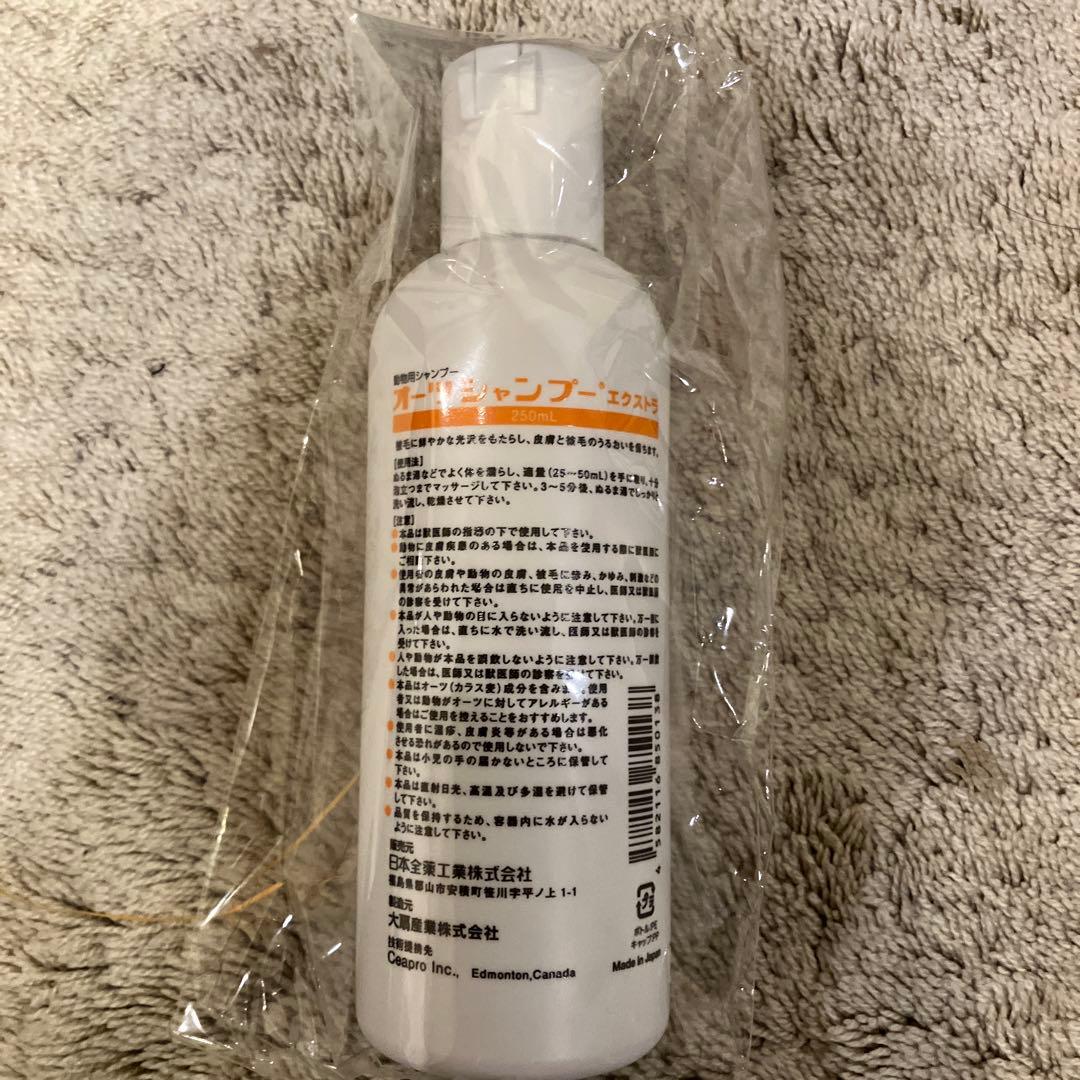 動物用シャンプー
オーツシャンプー®エクストラ
250mL
被毛に鮮やかな光沢をもたらし、皮膚と被毛のうるおいを保ちます。
【使用法】
ぬるま湯などでよく体を濡らし、適量(25〜50mL)を手に取り、十分
泡立つまでマッサージして下さい。3〜5分後、ぬるま湯でしっかりと
洗い流し、乾燥させて下さい。
【注意】
●本品は獣医師の指導の下で使用して下さい。
●動物に皮膚疾患のある場合は、本品を使用する際に獣医師に
ご相談下さい。
●使用者の皮膚や動物の皮膚、被毛に赤み、かゆみ、刺激などの
異常があらわれた場合は直ちに使用を中止し、医師又は獣医師
の診察を受けて下さい。
●本品が人や動物の目に入らないように注意して下さい。万一目に
入った場合は、直ちに水で洗い流し、医師又は獣医師の診察を
受けて下さい。
●人や動物が本品を誤飲しないように注意して下さい。万一誤飲
した場合は、医師又は獣医師の診察を受けて下さい。
●本品はオーツ(カラス麦)成分を含みます。使用
者又は動物がオーツに対してアレルギーがある
場合はご使用を控えることをおすすめします。
●使用者に湿疹、皮膚炎等がある場合は悪化
させる恐れがあるので使用しないで下さい。
●本品は小児の手の届かないところに保管して
下さい。
●本品は直射日光、高温及び多湿を避けて保管
して下さい。
●品質を保持するため、容器内に水が入らない
ように注意して下さい。
販売元
日本全薬工業株式会社
福島県郡山市安積町笹川字平ノ上1-1
製造元
大扇産業株式会社
技術提携先
Ceapro Inc., Edmonton,Canada
4 582116 850138
プラ
ボトル:PE
キャップ:PP
Made in Japan